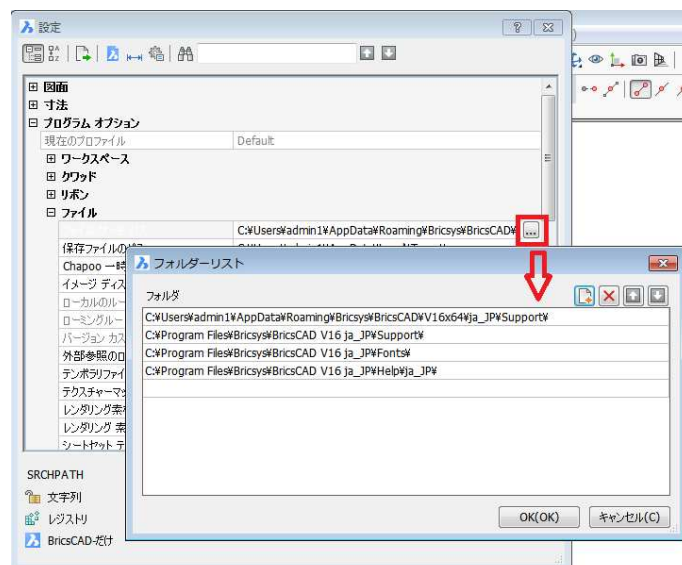 設定
図面
寸法
プログラム オプション
現在のプロファイル Default
ワークスペース
クワッド
リボン
ファイル
C:¥Users¥admin1¥AppData¥Roaming¥Bricsys¥BricsCAD¥ ...
保存ファイルの
Chapoo 一時
イメージ ディス
ローカルのルー
ローミングルー
バージョン カス
外部参照のロ
テンポラリファイ
テクスチャーマッ
レンダリング素材
レンダリング 素
シートセット テ
SRCHPATH
文字列
レジストリ
BricsCAD-だけ
フォルダーリスト
フォルダ
C:¥Users¥admin1¥AppData¥Roaming¥Bricsys¥BricsCAD¥V16x64¥ja_JP¥Support¥
C:¥Program Files¥Bricsys¥BricsCAD V16 ja_JP¥Support¥
C:¥Program Files¥Bricsys¥BricsCAD V16 ja_JP¥Fonts¥
C:¥Program Files¥Bricsys¥BricsCAD V16 ja_JP¥Help¥ja_JP¥
OK(OK) キャンセル(C)